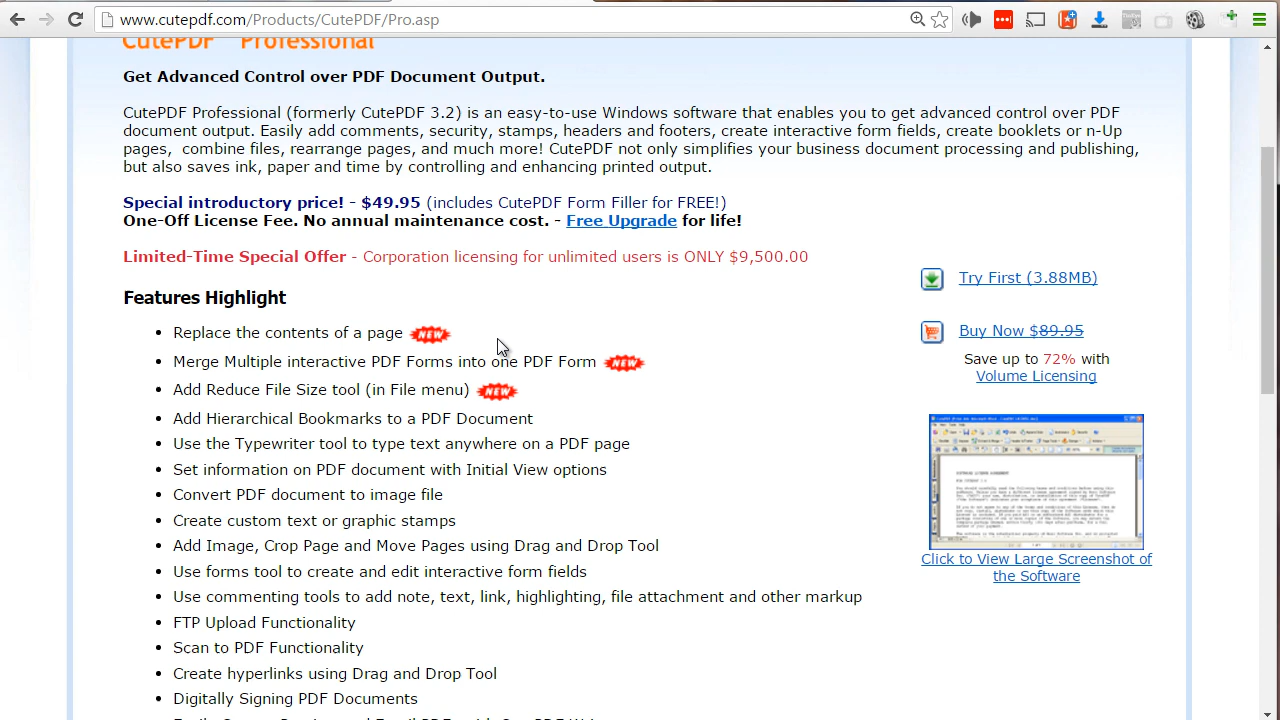 www.cutepdf.com/Products/CutePDF/Pro.asp
CutePDF Professional
Get Advanced Control over PDF Document Output.
CutePDF Professional (formerly CutePDF 3.2) is an easy-to-use Windows software that enables you to get advanced control over PDF
document output. Easily add comments, security, stamps, headers and footers, create interactive form fields, create booklets or n-Up
pages, combine files, rearrange pages, and much more! CutePDF not only simplifies your business document processing and publishing,
but also saves ink, paper and time by controlling and enhancing printed output.
Special introductory price! - $49.95 (includes CutePDF Form Filler for FREE!)
One-Off License Fee. No annual maintenance cost. - Free Upgrade for life!
Limited-Time Special Offer - Corporation licensing for unlimited users is ONLY $9,500.00
Features Highlight
• Replace the contents of a page NEW
• Merge Multiple interactive PDF Forms into one PDF Form NEW
• Add Reduce File Size tool (in File menu) NEW
• Add Hierarchical Bookmarks to a PDF Document
• Use the Typewriter tool to type text anywhere on a PDF page
• Set information on PDF document with Initial View options
• Convert PDF document to image file
• Create custom text or graphic stamps
• Add Image, Crop Page and Move Pages using Drag and Drop Tool
• Use forms tool to create and edit interactive form fields
• Use commenting tools to add note, text, link, highlighting, file attachment and other markup
• FTP Upload Functionality
• Scan to PDF Functionality
• Create hyperlinks using Drag and Drop Tool
• Digitally Signing PDF Documents
Try First (3.88MB)
Buy Now $89.95
Save up to 72% with
Volume Licensing
Click to View Large Screenshot of
the Software